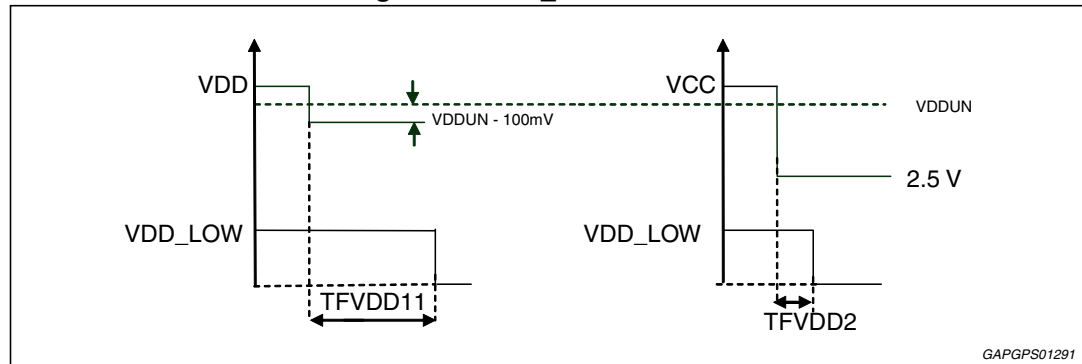 VDD
VDDUN - 100mV
VDD_LOW
TFVDD11
VCC
VDDUN
2.5 V
VDD_LOW
TFVDD2
GAPGPS01291